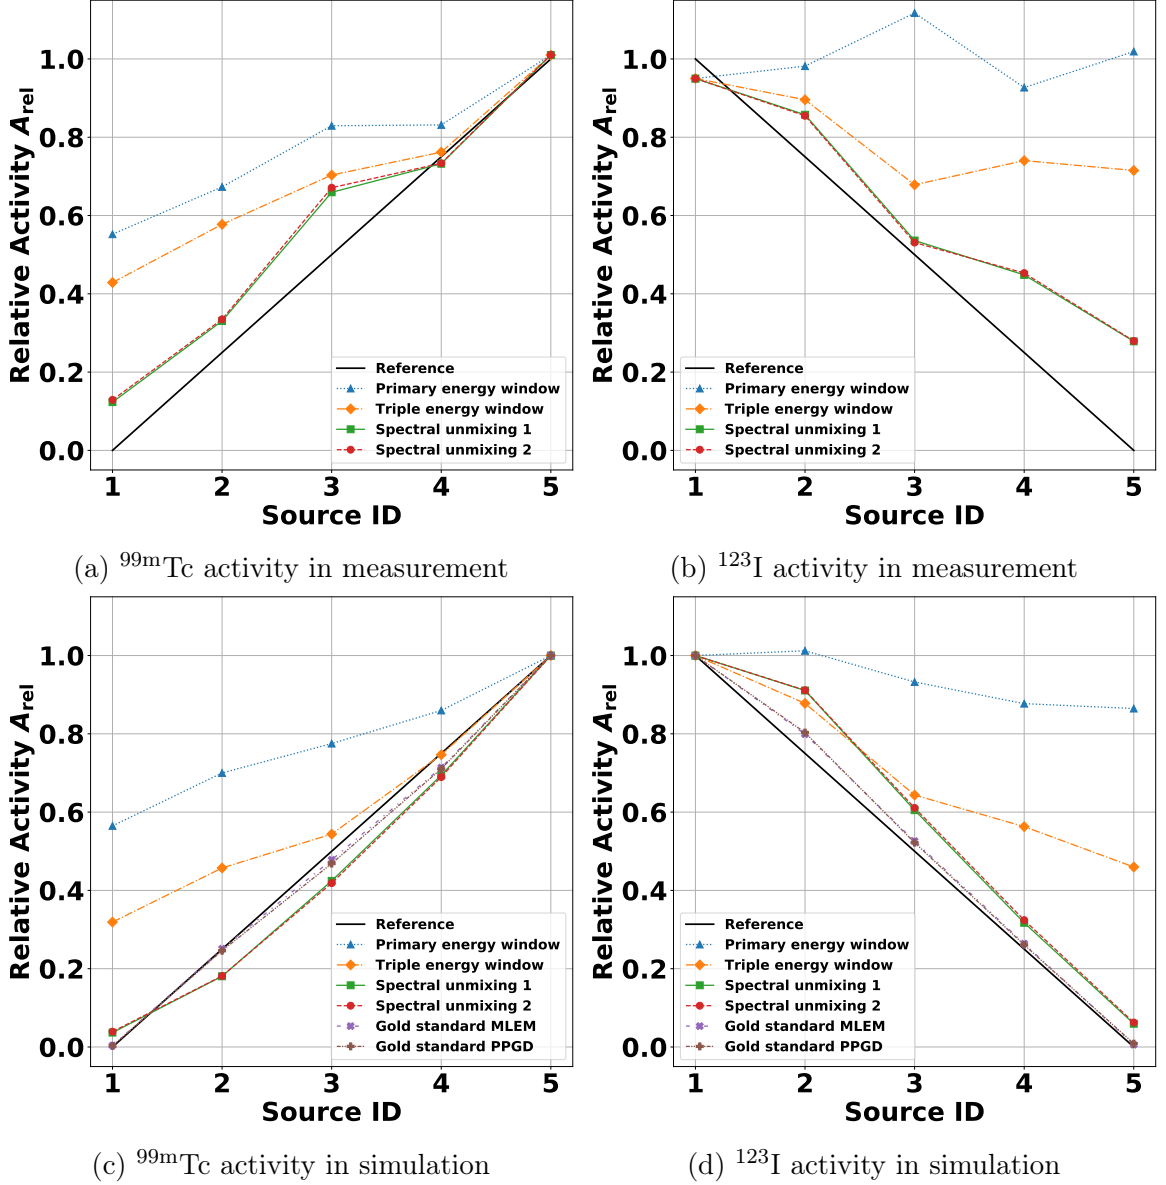 Relative Activity A_rel
1.0
0.8
0.6
0.4
0.2
0.0
Reference
Primary energy window
Triple energy window
Spectral unmixing 1
Spectral unmixing 2
1 2 3 4 5
Source ID
(a) ⁹⁹ᵐTc activity in measurement
Relative Activity A_rel
1.0
0.8
0.6
0.4
0.2
0.0
Reference
Primary energy window
Triple energy window
Spectral unmixing 1
Spectral unmixing 2
1 2 3 4 5
Source ID
(b) ¹²³I activity in measurement
Relative Activity A_rel
1.0
0.8
0.6
0.4
0.2
0.0
Reference
Primary energy window
Triple energy window
Spectral unmixing 1
Spectral unmixing 2
Gold standard MLEM
Gold standard PPGD
1 2 3 4 5
Source ID
(c) ⁹⁹ᵐTc activity in simulation
Relative Activity A_rel
1.0
0.8
0.6
0.4
0.2
0.0
Reference
Primary energy window
Triple energy window
Spectral unmixing 1
Spectral unmixing 2
Gold standard MLEM
Gold standard PPGD
1 2 3 4 5
Source ID
(d) ¹²³I activity in simulation